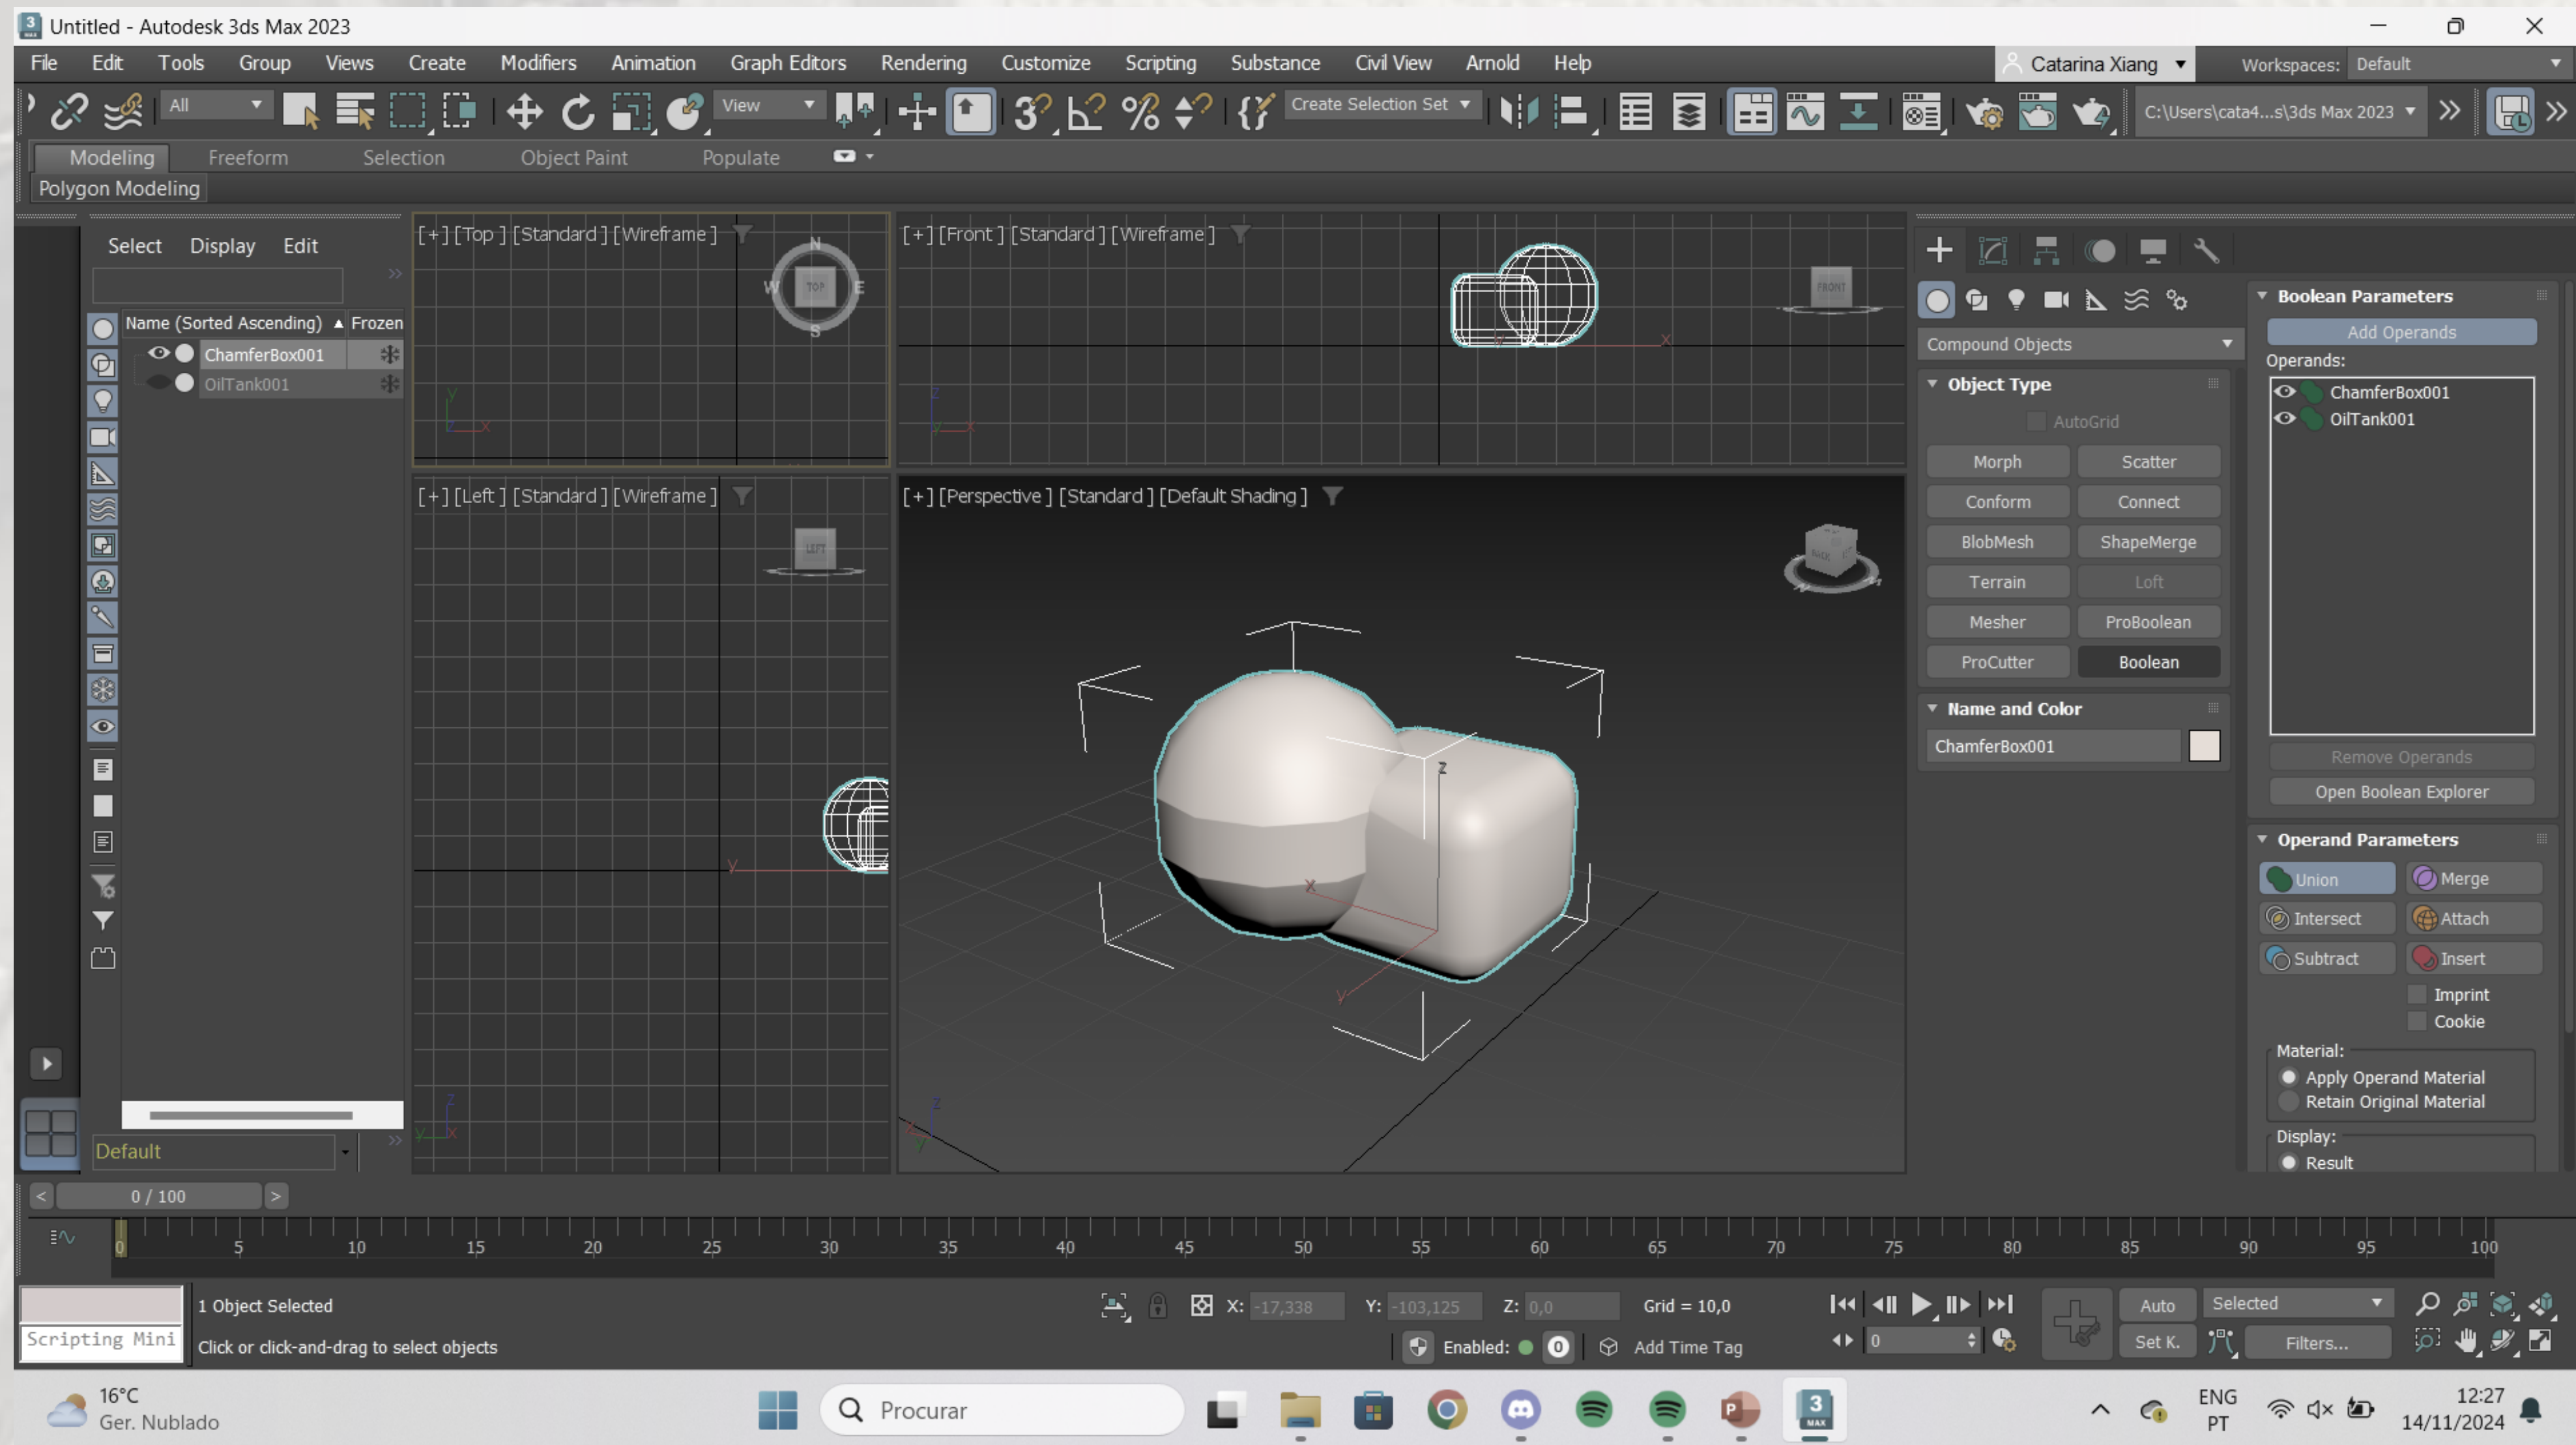 Untitled - Autodesk 3ds Max 2023
File Edit Tools Group Views Create Modifiers Animation Graph Editors Rendering Customize Scripting Substance Civil View Arnold Help
Catarina Xiang
Workspaces: Default
All
View
Create Selection Set
C:\Users\cata4...s\3ds Max 2023
Modeling Freeform Selection Object Paint Populate
Polygon Modeling
Select Display Edit
Name (Sorted Ascending) Frozen
ChamferBox001
OilTank001
Default
[+] [Top ] [Standard ] [Wireframe ]
N
W TOP E
S
y
z x
[+] [Front ] [Standard ] [Wireframe ]
FRONT
x
z
y x
[+] [Left ] [Standard ] [Wireframe ]
LEFT
y
z
y x
[+] [Perspective ] [Standard ] [Default Shading ]
BACK
z
x
y
z
y
Compound Objects
Object Type
AutoGrid
Morph Scatter
Conform Connect
BlobMesh ShapeMerge
Terrain Loft
Mesher ProBoolean
ProCutter Boolean
Name and Color
ChamferBox001
Boolean Parameters
Add Operands
Operands:
ChamferBox001
OilTank001
Remove Operands
Open Boolean Explorer
Operand Parameters
Union Merge
Intersect Attach
Subtract Insert
Imprint
Cookie
Material:
Apply Operand Material
Retain Original Material
Display:
Result
< 0 / 100 >
0 5 10 15 20 25 30 35 40 45 50 55 60 65 70 75 80 85 90 95 100
Scripting Mini
1 Object Selected
Click or click-and-drag to select objects
X: -17,338 Y: -103,125 Z: 0,0 Grid = 10,0
Enabled: 0 Add Time Tag
0
Auto Selected
Set K. Filters...
16°C
Ger. Nublado
Procurar
3
MAX
ENG
PT
12:27
14/11/2024